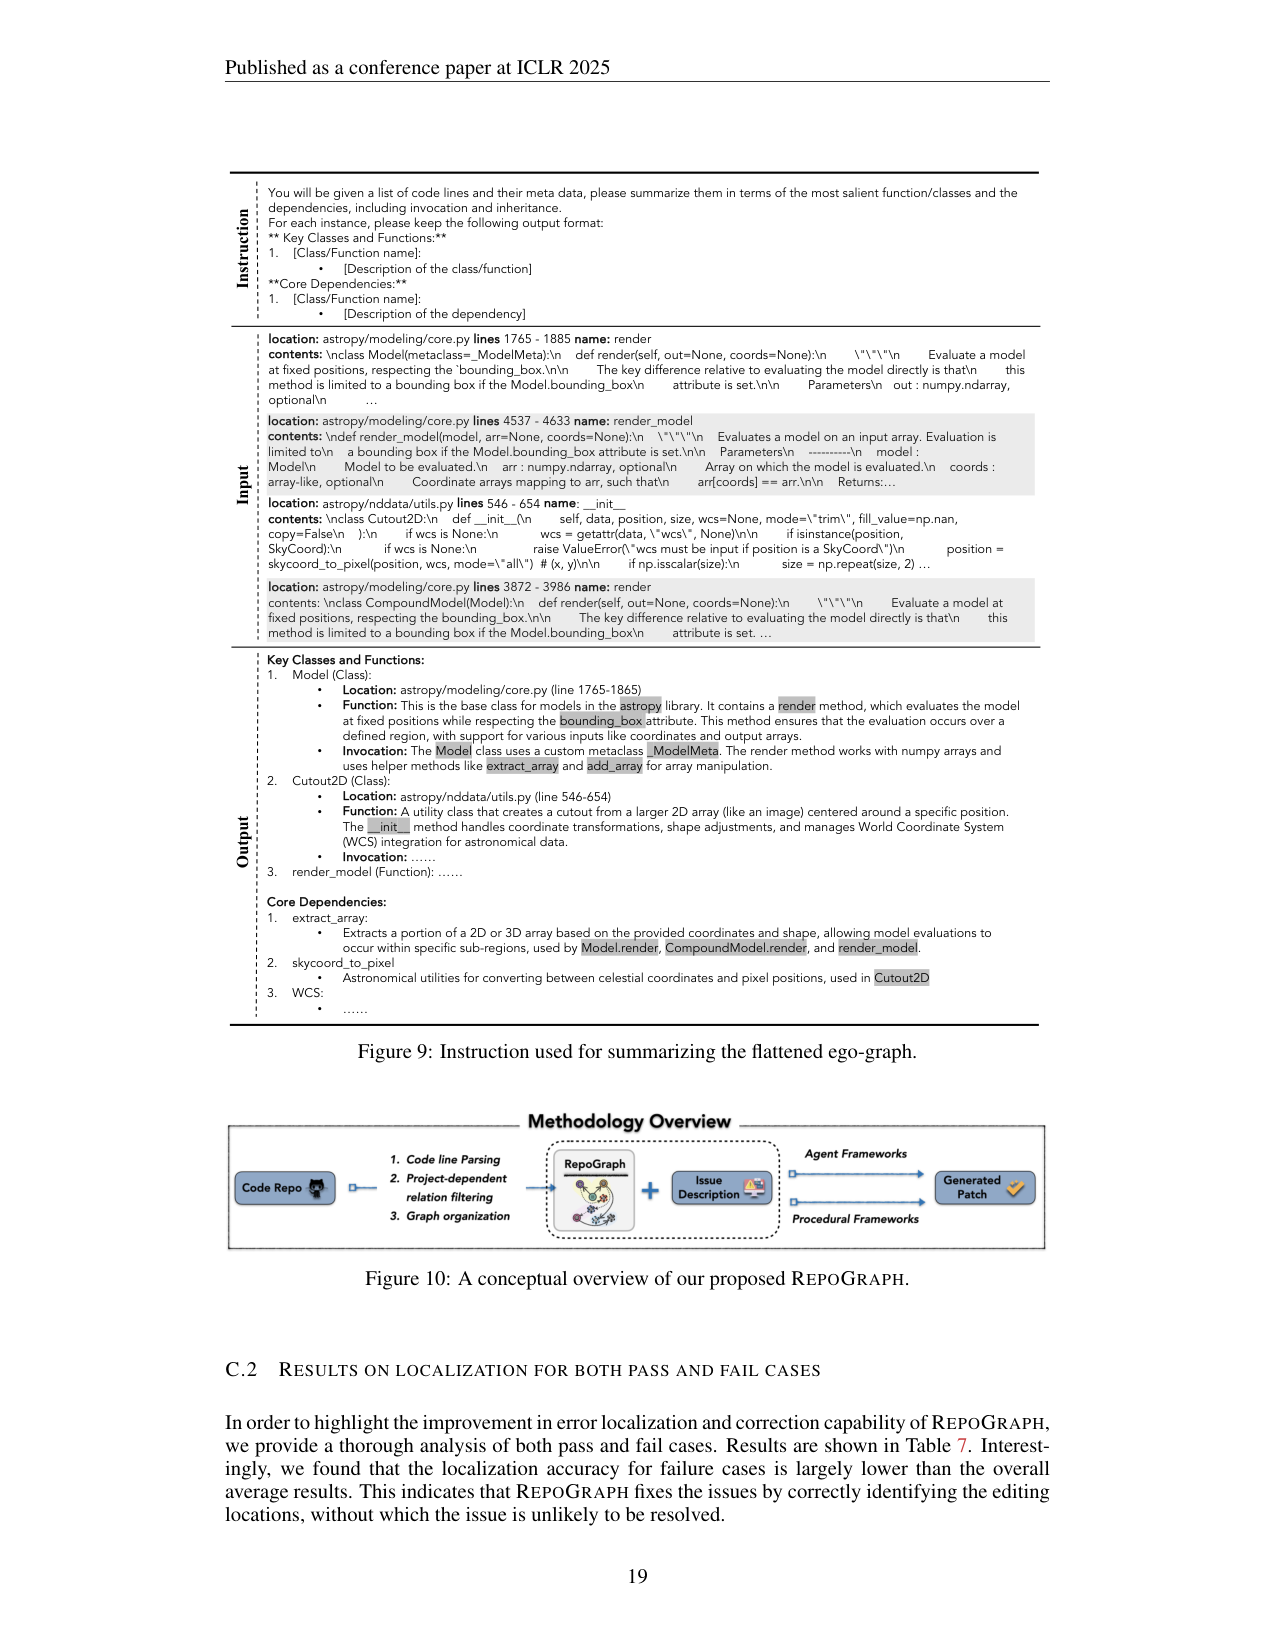 Published as a conference paper at ICLR 2025
Instruction
You will be given a list of code lines and their meta data, please summarize them in terms of the most salient function/classes and the
dependencies, including invocation and inheritance.
For each instance, please keep the following output format:
** Key Classes and Functions:**
1. [Class/Function name]:
• [Description of the class/function]
**Core Dependencies:**
1. [Class/Function name]:
• [Description of the dependency]
Input
location: astropy/modeling/core.py lines 1765 - 1885 name: render
contents: \nclass Model(metaclass=_ModelMeta):\n def render(self, out=None, coords=None):\n \"\"\"\n Evaluate a model
at fixed positions, respecting the `bounding_box.\n\n The key difference relative to evaluating the model directly is that\n this
method is limited to a bounding box if the Model.bounding_box\n attribute is set.\n\n Parameters\n out : numpy.ndarray,
optional\n ...
location: astropy/modeling/core.py lines 4537 - 4633 name: render_model
contents: \ndef render_model(model, arr=None, coords=None):\n \"\"\"\n Evaluates a model on an input array. Evaluation is
limited to\n a bounding box if the Model.bounding_box attribute is set.\n\n Parameters\n ----------\n model :
Model\n Model to be evaluated.\n arr : numpy.ndarray, optional\n Array on which the model is evaluated.\n coords :
array-like, optional\n Coordinate arrays mapping to arr, such that\n arr[coords] == arr.\n\n Returns:...
location: astropy/nddata/utils.py lines 546 - 654 name: __init__
contents: \nclass Cutout2D:\n def __init__(\n self, data, position, size, wcs=None, mode=\"trim\", fill_value=np.nan,
copy=False\n ):\n if wcs is None:\n wcs = getattr(data, \"wcs\", None)\n\n if isinstance(position,
SkyCoord):\n if wcs is None:\n raise ValueError(\"wcs must be input if position is a SkyCoord\")\n position =
skycoord_to_pixel(position, wcs, mode=\"all\") # (x, y)\n\n if np.isscalar(size):\n size = np.repeat(size, 2) ...
location: astropy/modeling/core.py lines 3872 - 3986 name: render
contents: \nclass CompoundModel(Model):\n def render(self, out=None, coords=None):\n \"\"\"\n Evaluate a model at
fixed positions, respecting the bounding_box.\n\n The key difference relative to evaluating the model directly is that\n this
method is limited to a bounding box if the Model.bounding_box\n attribute is set. ...
Output
Key Classes and Functions:
1. Model (Class):
• Location: astropy/modeling/core.py (line 1765-1865)
• Function: This is the base class for models in the astropy library. It contains a render method, which evaluates the model
at fixed positions while respecting the bounding_box attribute. This method ensures that the evaluation occurs over a
defined region, with support for various inputs like coordinates and output arrays.
• Invocation: The Model class uses a custom metaclass _ModelMeta. The render method works with numpy arrays and
uses helper methods like extract_array and add_array for array manipulation.
2. Cutout2D (Class):
• Location: astropy/nddata/utils.py (line 546-654)
• Function: A utility class that creates a cutout from a larger 2D array (like an image) centered around a specific position.
The __init__ method handles coordinate transformations, shape adjustments, and manages World Coordinate System
(WCS) integration for astronomical data.
• Invocation: ......
3. render_model (Function): ......
Core Dependencies:
1. extract_array:
• Extracts a portion of a 2D or 3D array based on the provided coordinates and shape, allowing model evaluations to
occur within specific sub-regions, used by Model.render, CompoundModel.render, and render_model.
2. skycoord_to_pixel
• Astronomical utilities for converting between celestial coordinates and pixel positions, used in Cutout2D
3. WCS:
• ......
Figure 9: Instruction used for summarizing the flattened ego-graph.
Methodology Overview
Code Repo
1. Code line Parsing
2. Project-dependent
relation filtering
3. Graph organization
RepoGraph
+
Issue
Description
Agent Frameworks
Procedural Frameworks
Generated
Patch
Figure 10: A conceptual overview of our proposed REPOGRAPH.
C.2 RESULTS ON LOCALIZATION FOR BOTH PASS AND FAIL CASES
In order to highlight the improvement in error localization and correction capability of REPOGRAPH,
we provide a thorough analysis of both pass and fail cases. Results are shown in Table 7. Interest-
ingly, we found that the localization accuracy for failure cases is largely lower than the overall
average results. This indicates that REPOGRAPH fixes the issues by correctly identifying the editing
locations, without which the issue is unlikely to be resolved.
19